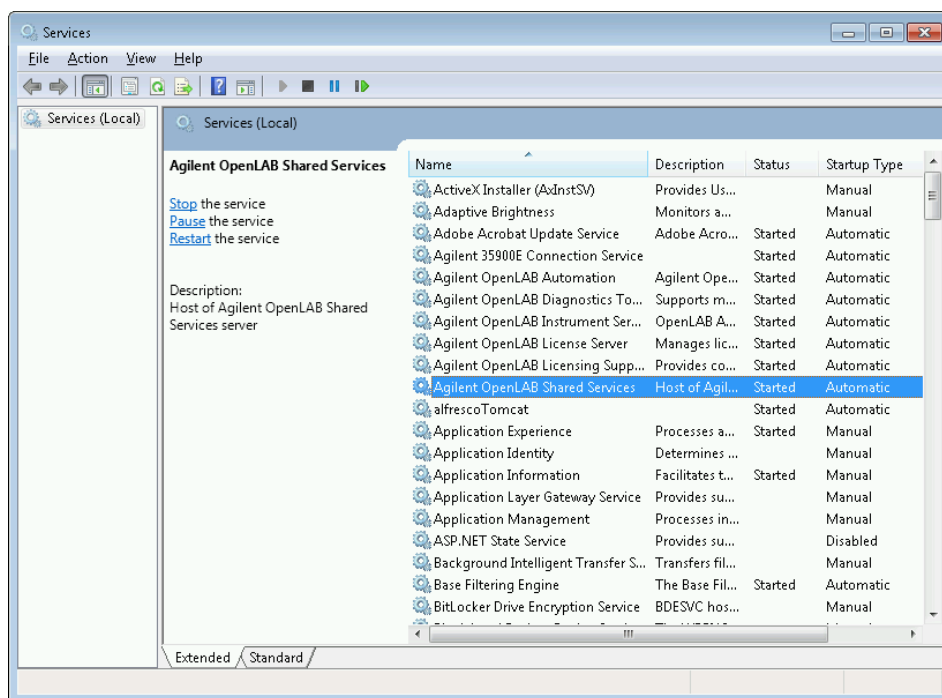 Services
File Action View Help
Services (Local)
Services (Local)
Agilent OpenLAB Shared Services
Stop the service
Pause the service
Restart the service
Description:
Host of Agilent OpenLAB Shared
Services server
Name Description Status Startup Type
ActiveX Installer (AxInstSV) Provides Us... Manual
Adaptive Brightness Monitors a... Manual
Adobe Acrobat Update Service Adobe Acro... Started Automatic
Agilent 35900E Connection Service Started Automatic
Agilent OpenLAB Automation Agilent Ope... Started Automatic
Agilent OpenLAB Diagnostics To... Supports m... Started Automatic
Agilent OpenLAB Instrument Ser... OpenLAB A... Started Automatic
Agilent OpenLAB License Server Manages lic... Started Automatic
Agilent OpenLAB Licensing Supp... Provides co... Started Automatic
Agilent OpenLAB Shared Services Host of Agil... Started Automatic
alfrescoTomcat Started Automatic
Application Experience Processes a... Started Manual
Application Identity Determines ... Manual
Application Information Facilitates t... Started Manual
Application Layer Gateway Service Provides su... Manual
Application Management Processes in... Manual
ASP.NET State Service Provides su... Disabled
Background Intelligent Transfer S... Transfers fil... Manual
Base Filtering Engine The Base Fil... Started Automatic
BitLocker Drive Encryption Service BDESVC hos... Manual
Extended Standard